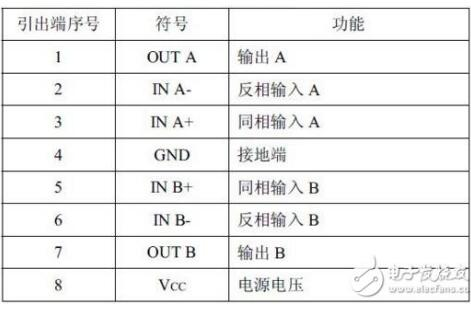 引出端序号 符号 功能
1 OUT A 输出 A
2 IN A- 反相输入 A
3 IN A+ 同相输入 A
4 GND 接地端
5 IN B+ 同相输入 B
6 IN B- 反相输入 B
7 OUT B 输出 B
8 VCC 电源电压
电子发烧友
www.elecfans.com